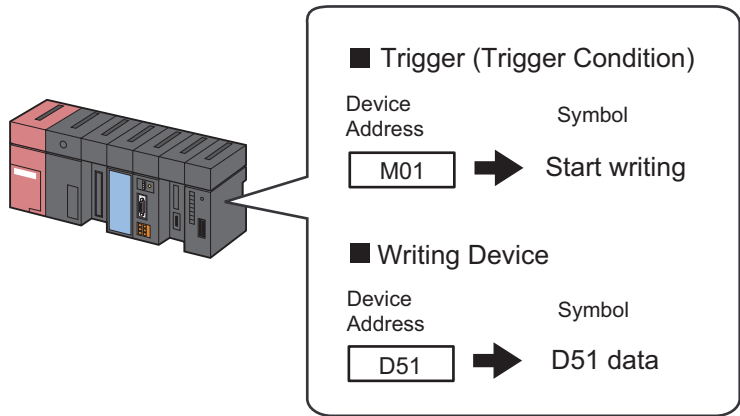 ■ Trigger (Trigger Condition)
Device
Address
Symbol
M01
Start writing
■ Writing Device
Device
Address
Symbol
D51
D51 data